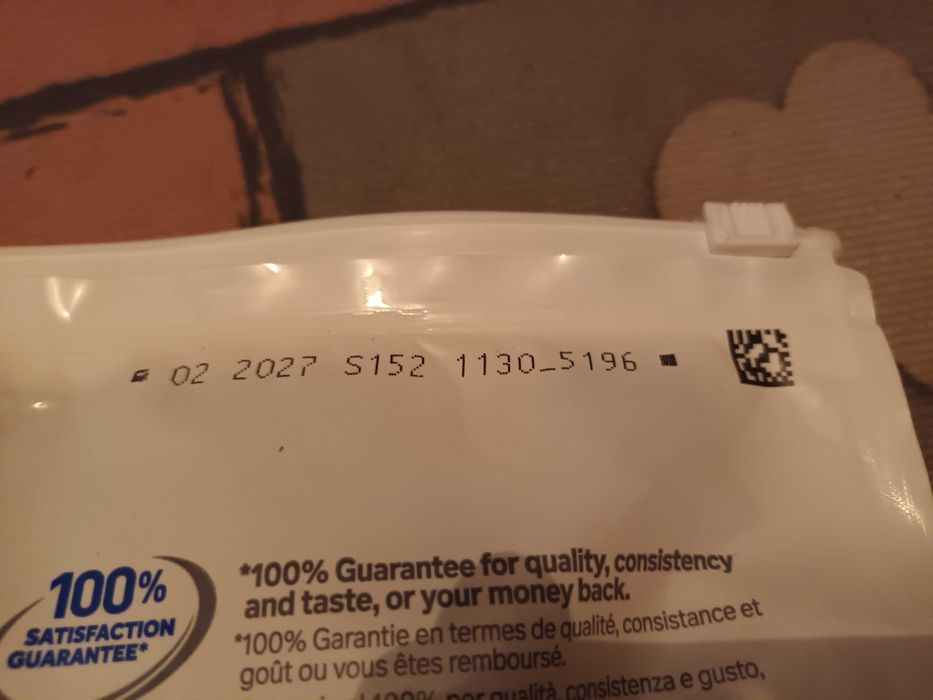 02 2027 S152 1130_5196
100%
SATISFACTION
GUARANTEE*
*100% Guarantee for quality, consistency
and taste, or your money back.
*100% Garantie en termes de qualité, consistance et
goût ou vous êtes remboursé.
100% per qualità, consistenza e gusto,